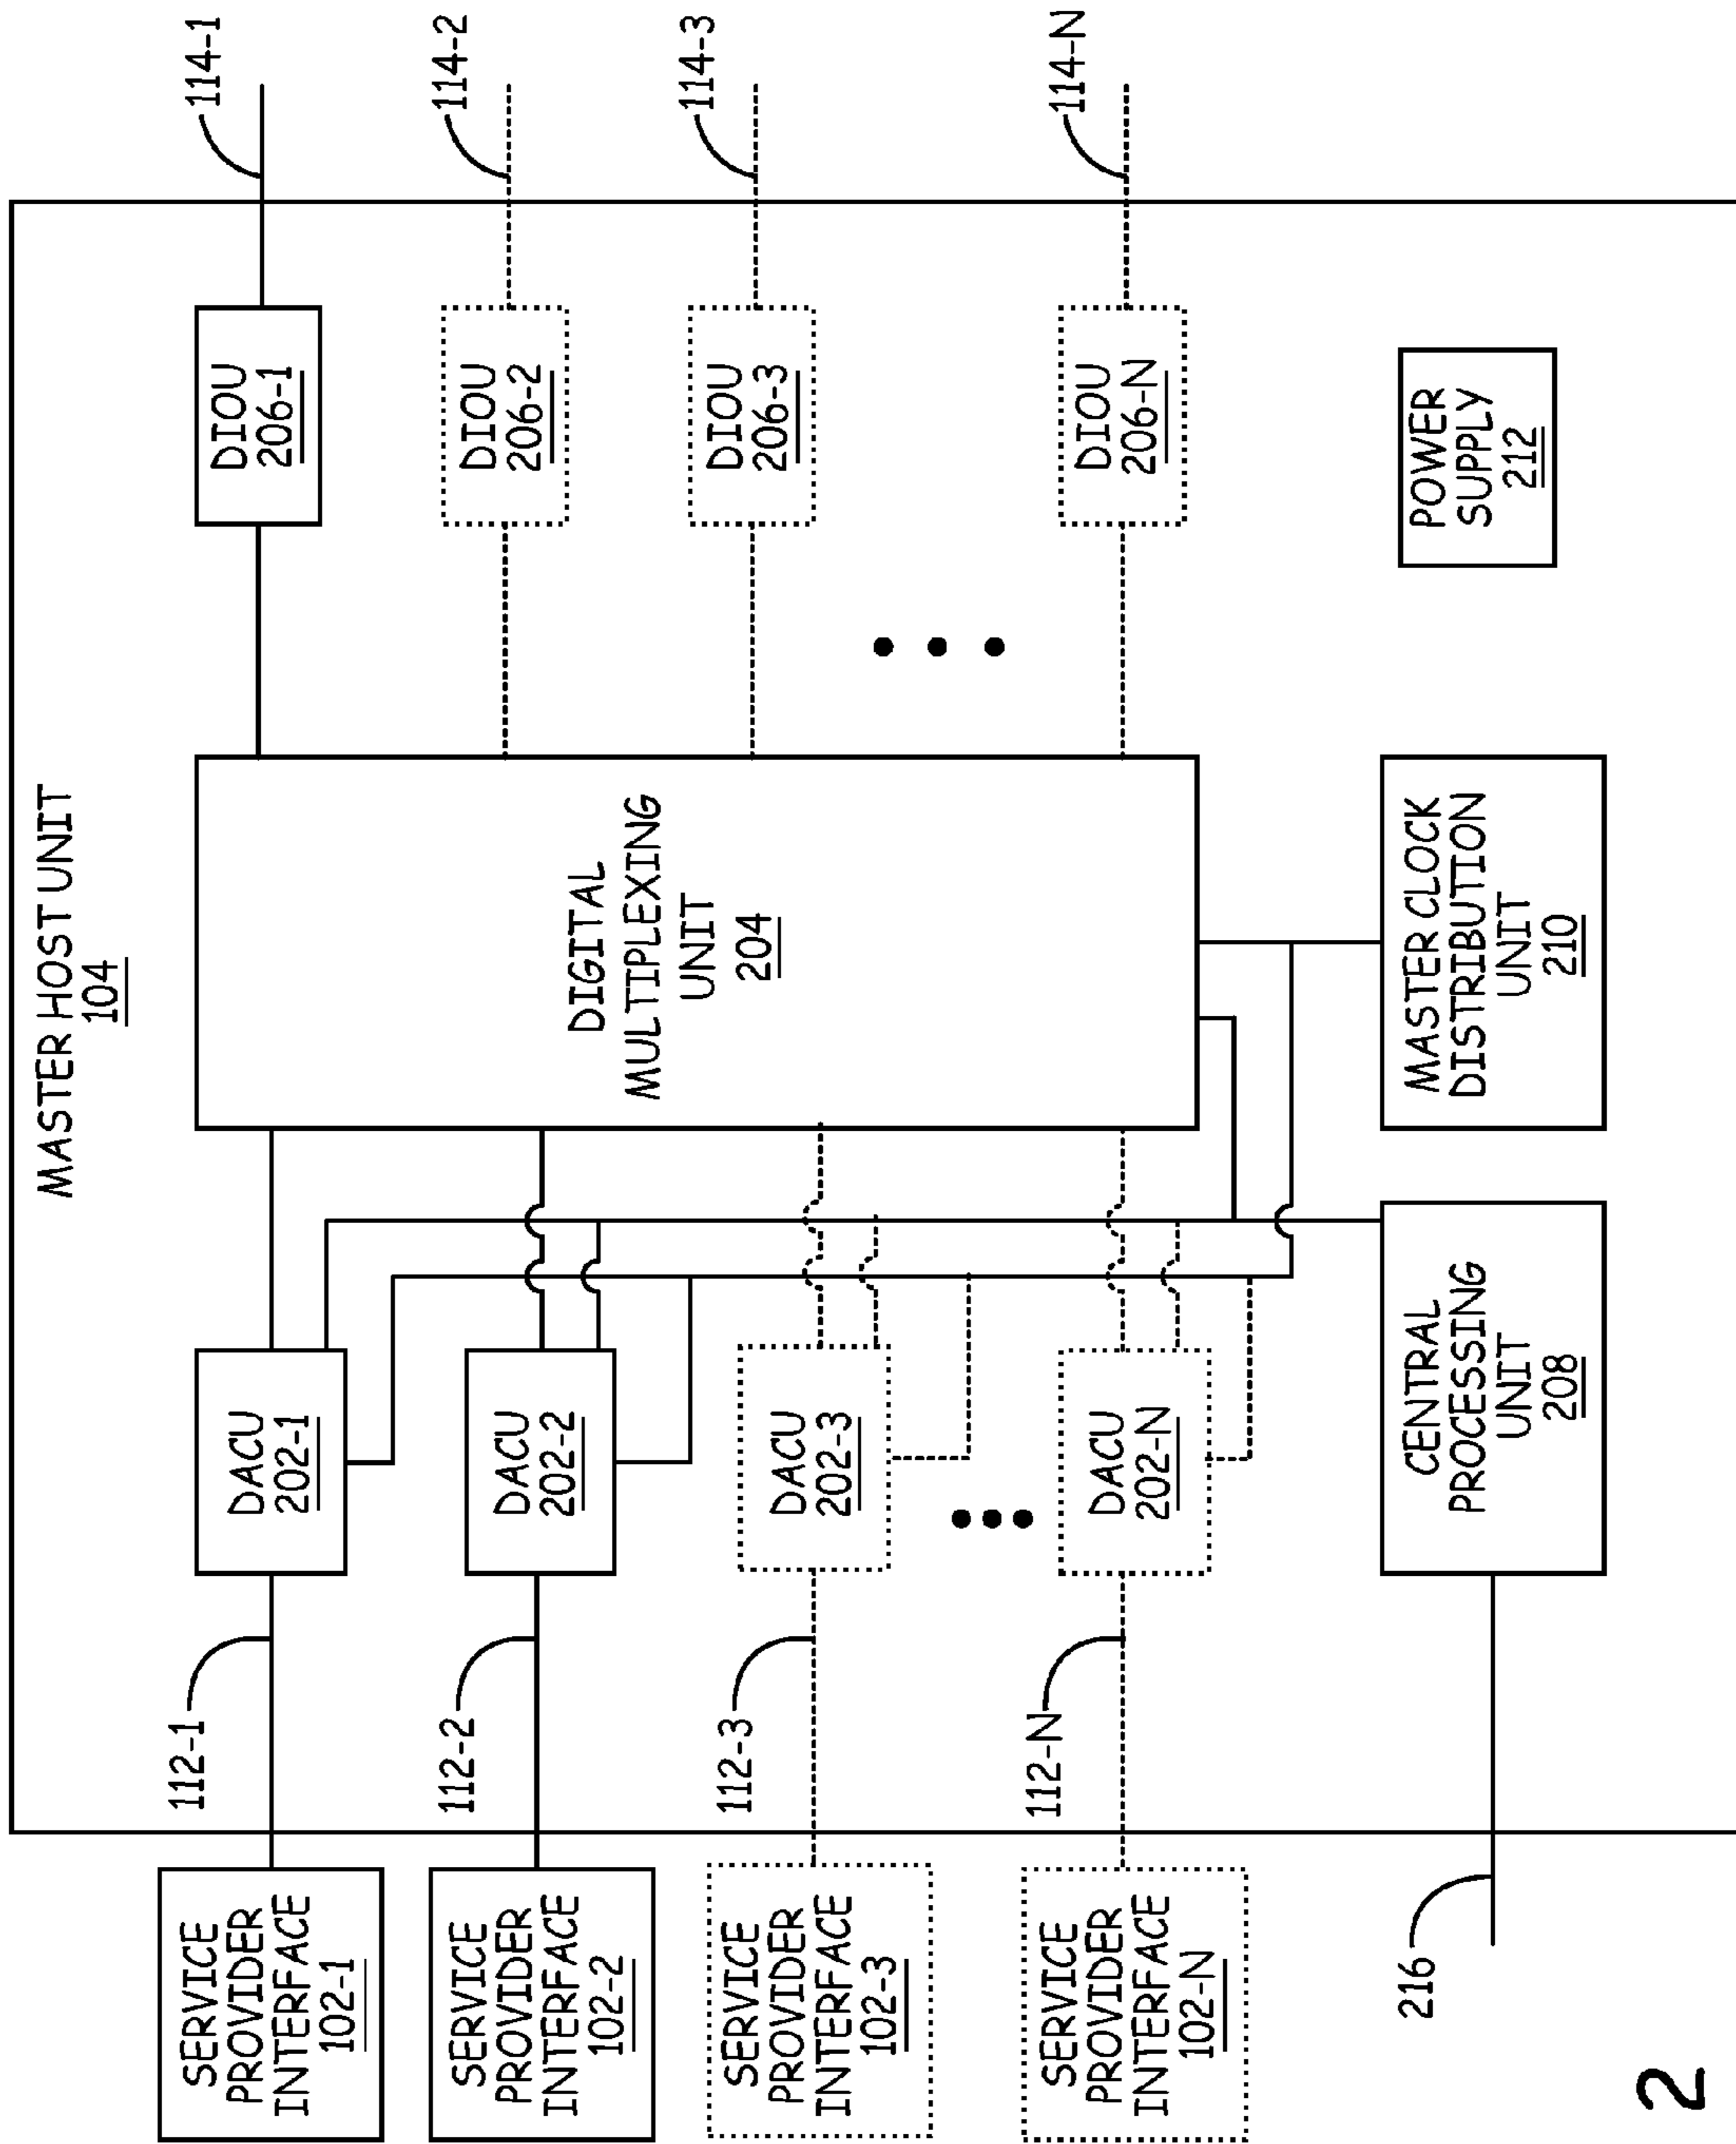 MASTER HOST UNIT
104
SERVICE
PROVIDER
INTERFACE
102-1
112-1
DACU
202-1
DIOU
206-1
114-1
SERVICE
PROVIDER
INTERFACE
102-2
112-2
DACU
202-2
DIGITAL
MULTIPLEXING
UNIT
204
DIOU
206-2
114-2
SERVICE
PROVIDER
INTERFACE
102-3
112-3
DACU
202-3
DIOU
206-3
114-3
SERVICE
PROVIDER
INTERFACE
102-N
112-N
DACU
202-N
DIOU
206-N
114-N
216
CENTRAL
PROCESSING
UNIT
208
MASTER CLOCK
DISTRIBUTION
UNIT
210
POWER
SUPPLY
212
2